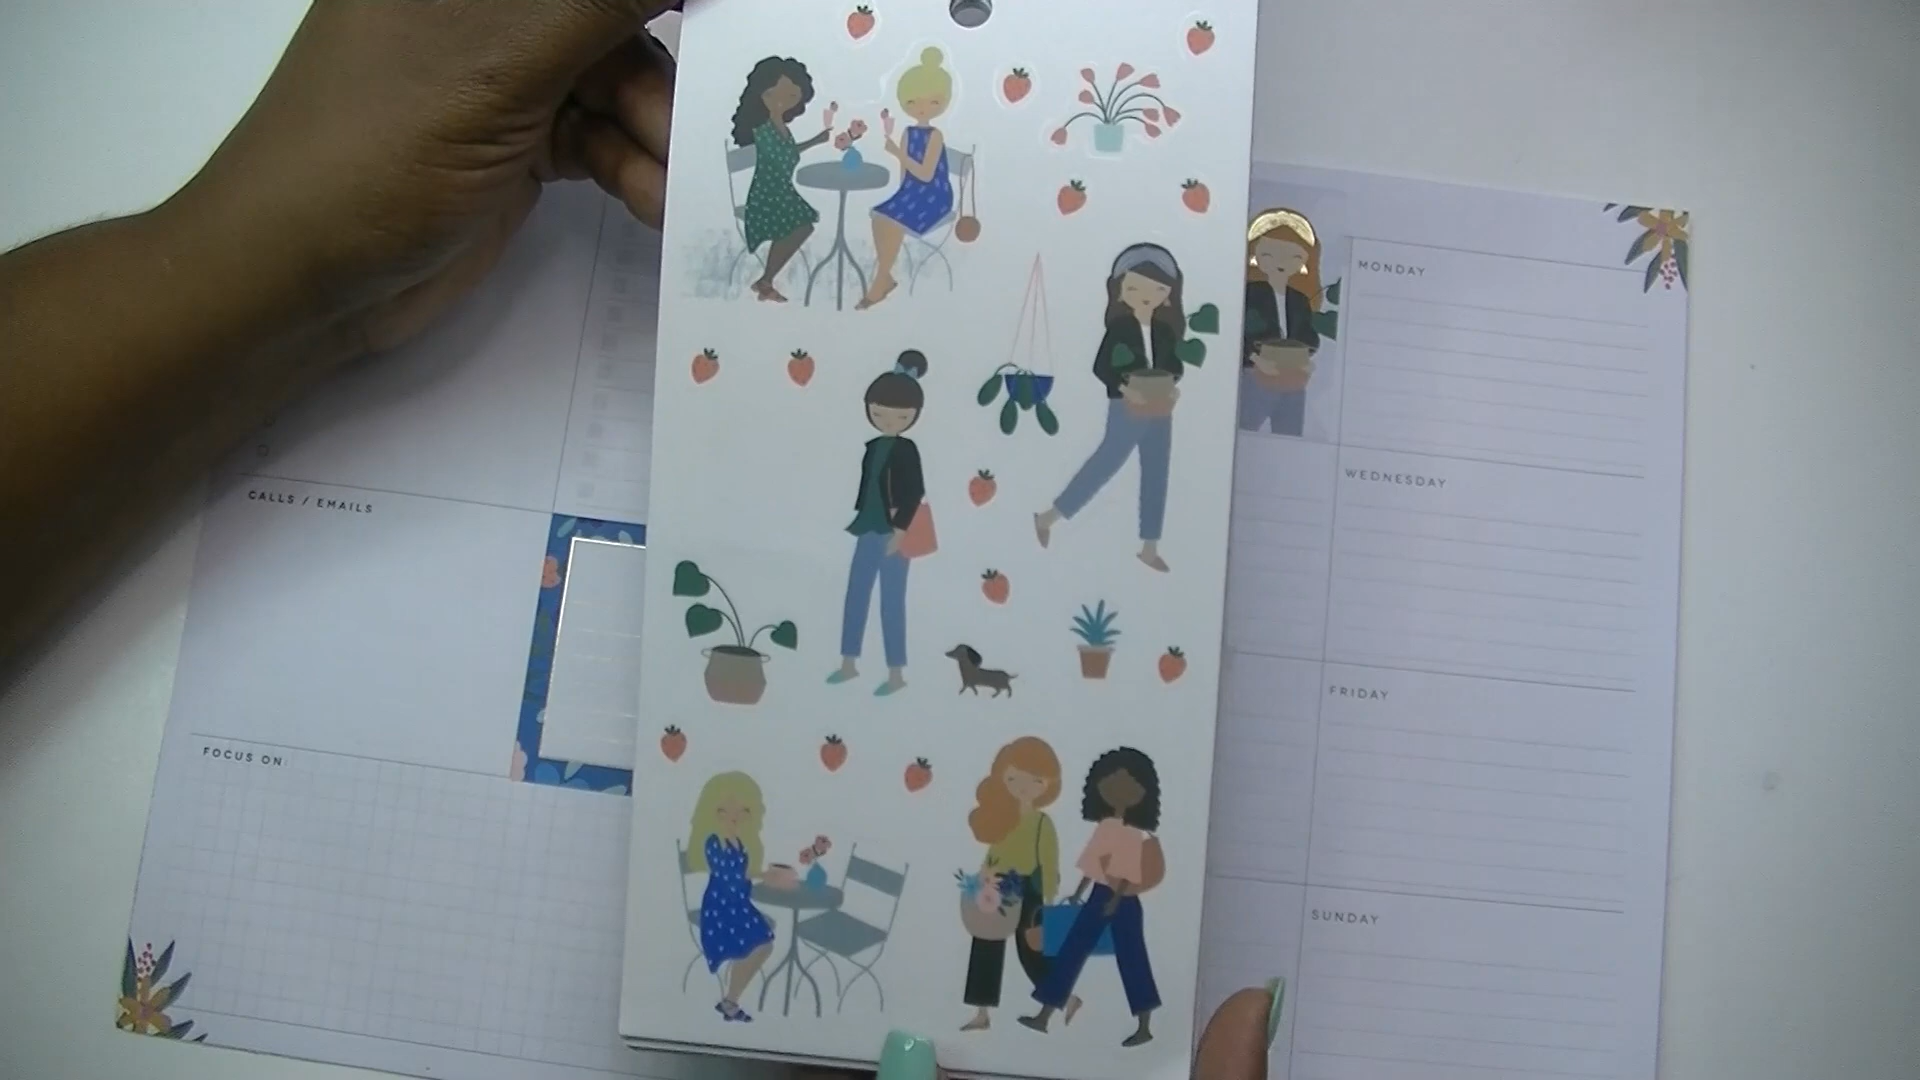 MONDAY
CALLS / EMAILS
WEDNESDAY
FRIDAY
FOCUS ON:
SUNDAY